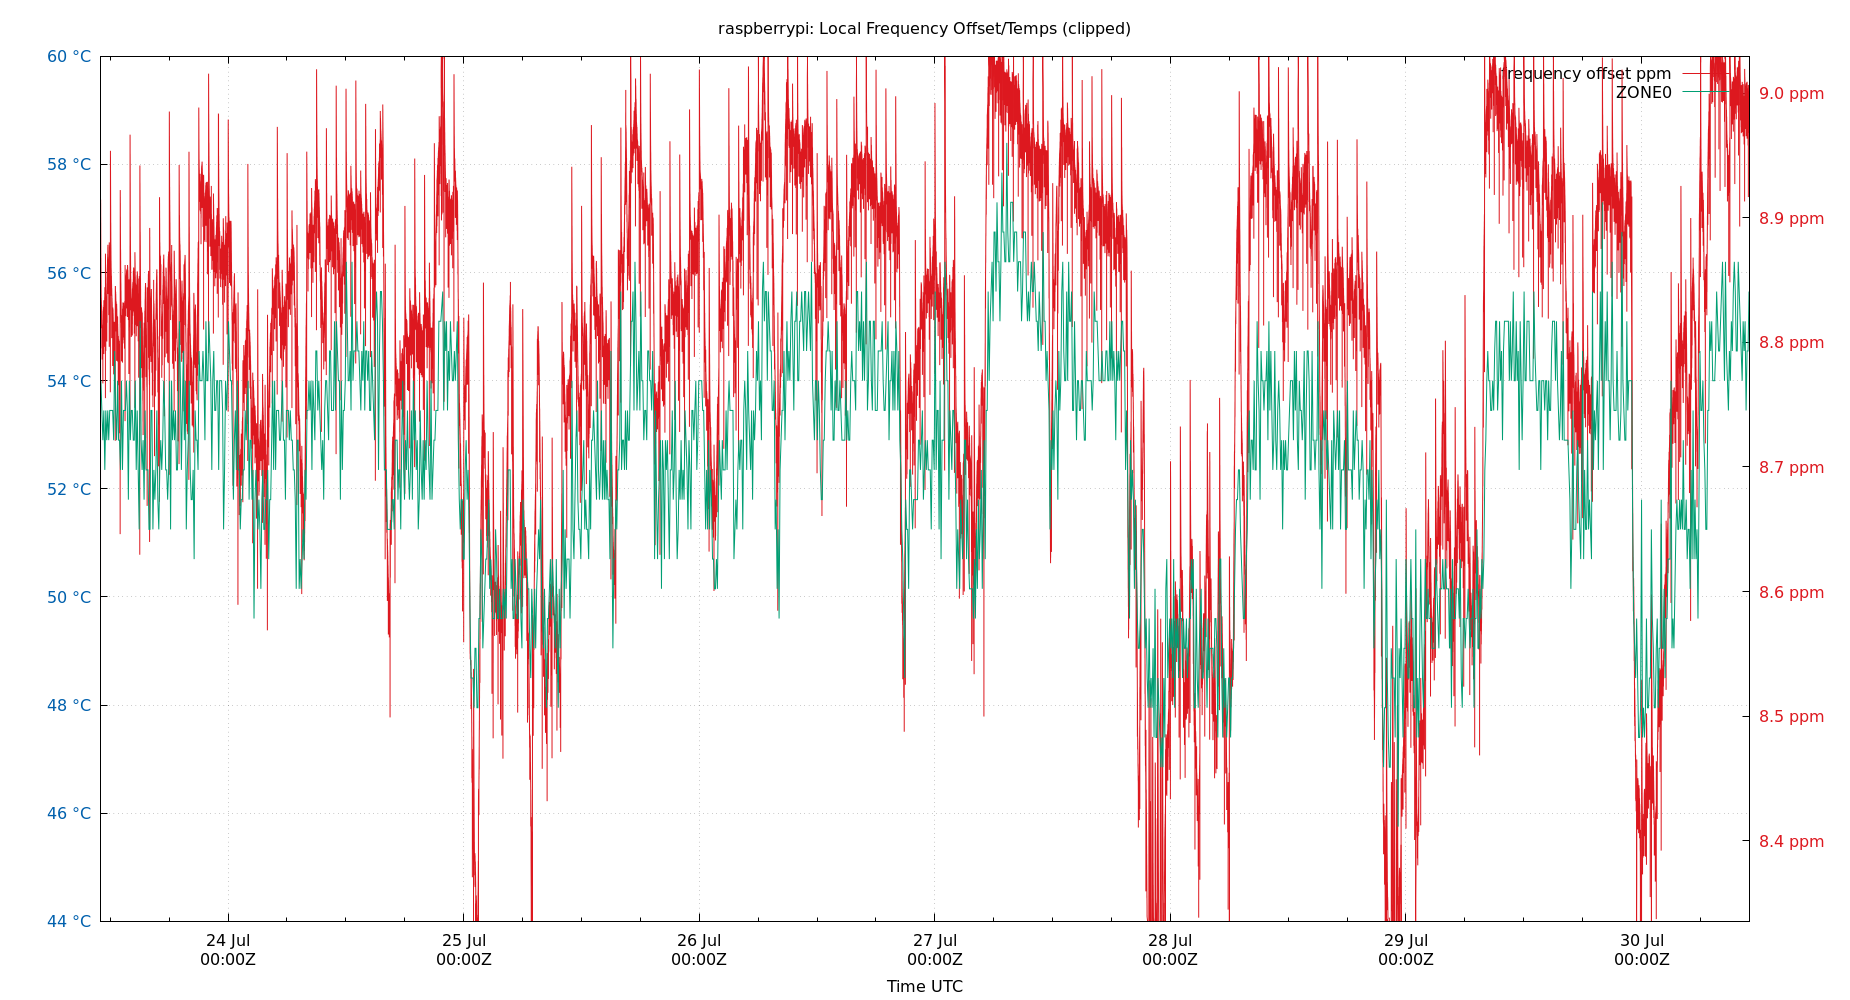 raspberrypi: Local Frequency Offset/Temps (clipped)
60 °C
58 °C
56 °C
54 °C
52 °C
50 °C
48 °C
46 °C
44 °C
frequency offset ppm
ZONE0
9.0 ppm
8.9 ppm
8.8 ppm
8.7 ppm
8.6 ppm
8.5 ppm
8.4 ppm
24 Jul
00:00Z
25 Jul
00:00Z
26 Jul
00:00Z
27 Jul
00:00Z
28 Jul
00:00Z
29 Jul
00:00Z
30 Jul
00:00Z
Time UTC